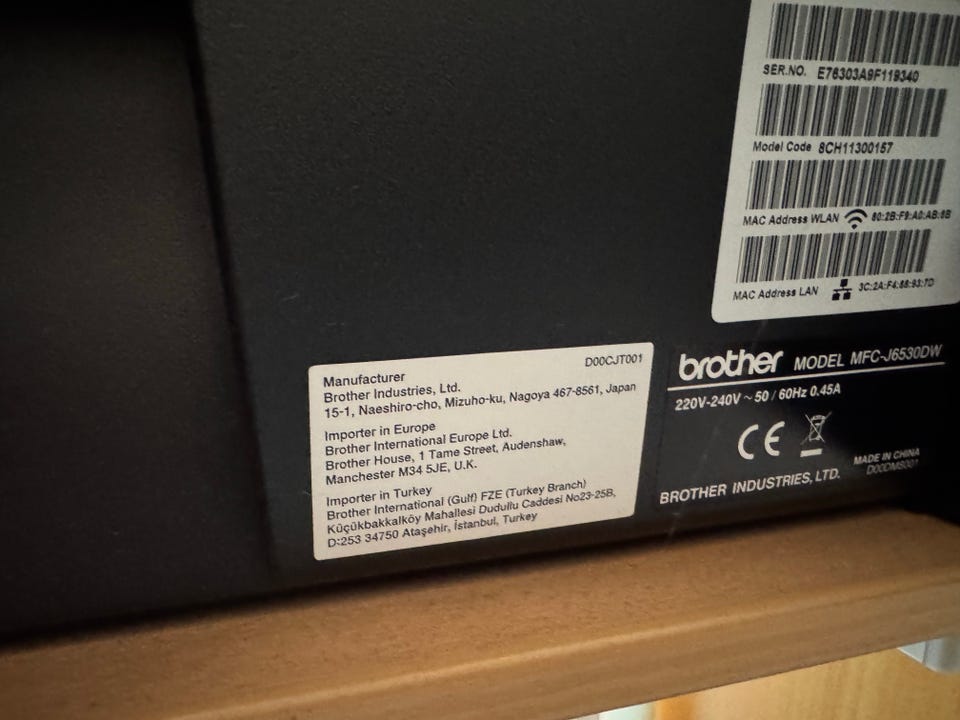 SER.NO. E76303A9F119340
Model Code 8CH11300157
MAC Address WLAN 80:2B:F9:A0:AB:8B
MAC Address LAN 3C:2A:F4:88:93:7D
D00CJT001
Manufacturer
Brother Industries, Ltd.
15-1, Naeshiro-cho, Mizuho-ku, Nagoya 467-8561, Japan
Importer in Europe
Brother International Europe Ltd.
Brother House, 1 Tame Street, Audenshaw,
Manchester M34 5JE, U.K.
Importer in Turkey
Brother International (Gulf) FZE (Turkey Branch)
Küçükbakkalköy Mahallesi Dudullu Caddesi No23-25B,
D:253 34750 Ataşehir, İstanbul, Turkey
brother MODEL MFC-J6530DW
220V-240V ~ 50 / 60Hz 0.45A
CE
MADE IN CHINA
D00DMS001
BROTHER INDUSTRIES, LTD.